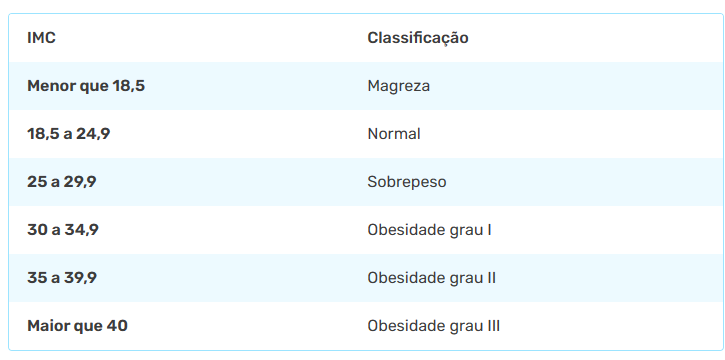 IMC Classificação
Menor que 18,5 Magreza
18,5 a 24,9 Normal
25 a 29,9 Sobrepeso
30 a 34,9 Obesidade grau I
35 a 39,9 Obesidade grau II
Maior que 40 Obesidade grau III